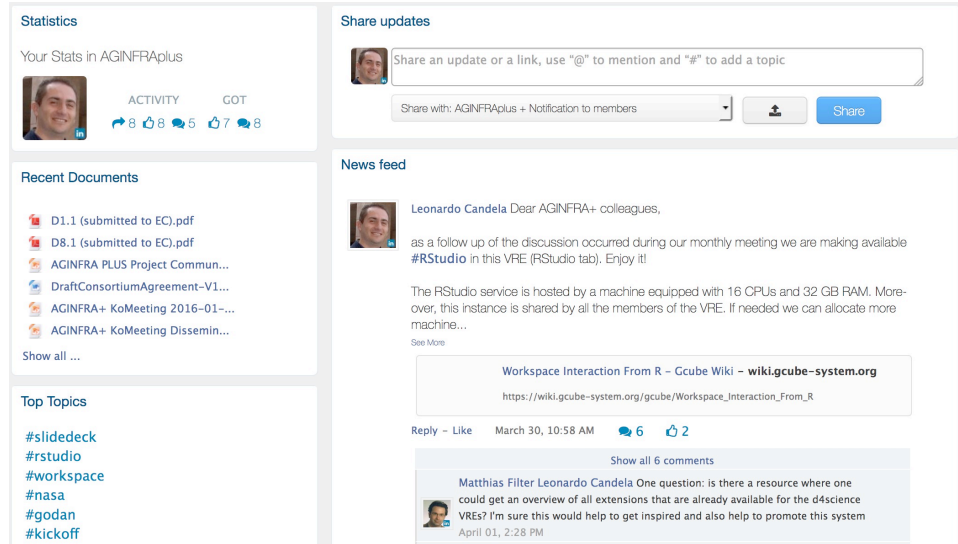 Statistics
Your Stats in AGINFRAplus
ACTIVITY GOT
8 8 5 7 8
Recent Documents
D1.1 (submitted to EC).pdf
D8.1 (submitted to EC).pdf
AGINFRA PLUS Project Commun...
DraftConsortiumAgreement-V1...
AGINFRA+ KoMeeting 2016-01-...
AGINFRA+ KoMeeting Dissemin...
Show all ...
Top Topics
#slidedeck
#rstudio
#workspace
#nasa
#godan
#kickoff
Share updates
Share an update or a link, use "@" to mention and "#" to add a topic
Share with: AGINFRAplus + Notification to members
Share
News feed
Leonardo Candela Dear AGINFRA+ colleagues,
as a follow up of the discussion occurred during our monthly meeting we are making available
#RStudio in this VRE (RStudio tab). Enjoy it!
The RStudio service is hosted by a machine equipped with 16 CPUs and 32 GB RAM. More-
over, this instance is shared by all the members of the VRE. If needed we can allocate more
machine...
See More
Workspace Interaction From R - Gcube Wiki - wiki.gcube-system.org
https://wiki.gcube-system.org/gcube/Workspace_Interaction_From_R
Reply - Like March 30, 10:58 AM 6 2
Show all 6 comments
Matthias Filter Leonardo Candela One question: is there a resource where one
could get an overview of all extensions that are already available for the d4science
VREs? I'm sure this would help to get inspired and also help to promote this system
April 01, 2:28 PM
in
in
in
in